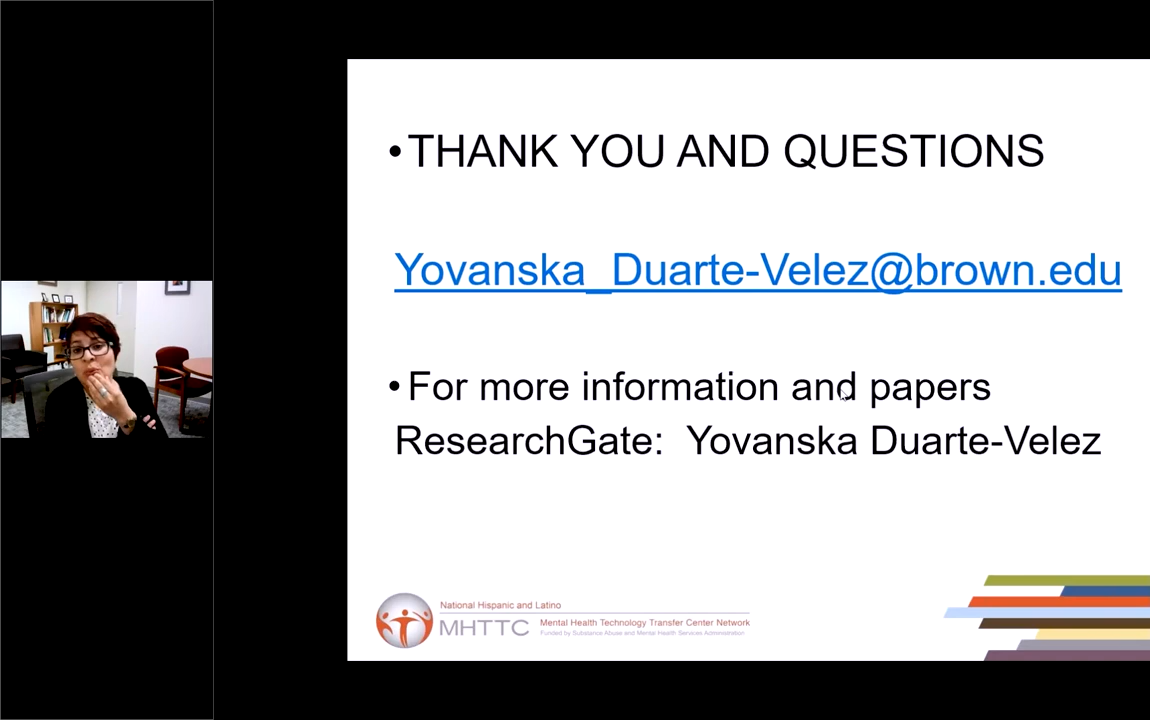 •THANK YOU AND QUESTIONS
Yovanska_Duarte-Velez@brown.edu
•For more information and papers
ResearchGate: Yovanska Duarte-Velez
National Hispanic and Latino
MHTTC
Mental Health Technology Transfer Center Network
Funded by Substance Abuse and Mental Health Services Administration